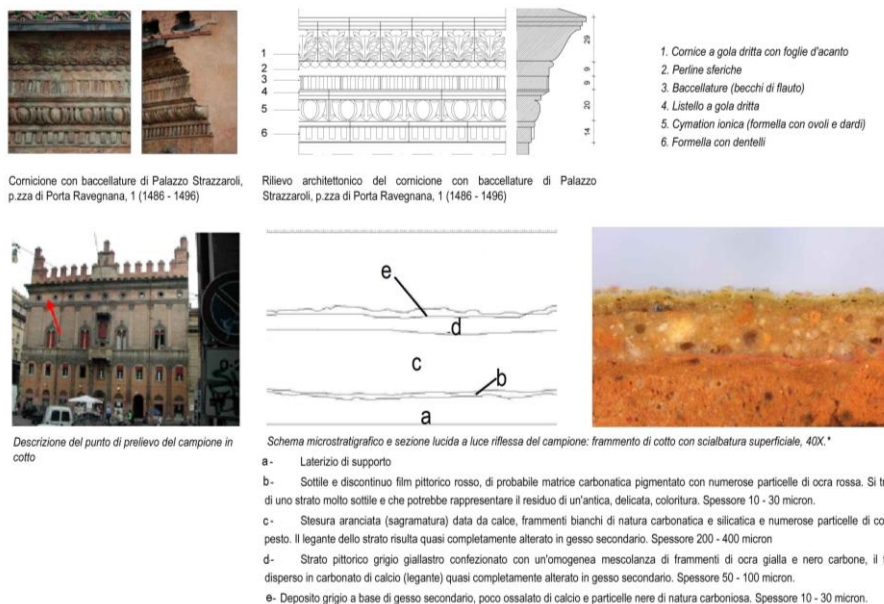 1
2
3
4
5
6
29
9
9
20
14
1. Cornice a gola dritta con foglie d'acanto
2. Perline sferiche
3. Baccellature (becchi di flauto)
4. Listello a gola dritta
5. Cymation ionica (formella con ovoli e dardi)
6. Formella con dentelli
Cornicione con baccellature di Palazzo Strazzaroli,
p.zza di Porta Ravegnana, 1 (1486 - 1496)
Rilievo architettonico del cornicione con baccellature di Palazzo
Strazzaroli, p.zza di Porta Ravegnana, 1 (1486 - 1496)
e
d
c
b
a
Descrizione del punto di prelievo del campione in
cotto
Schema microstratigrafico e sezione lucida a luce riflessa del campione: frammento di cotto con scialbatura superficiale, 40X.*
a- Laterizio di supporto
b- Sottile e discontinuo film pittorico rosso, di probabile matrice carbonatica pigmentato con numerose particelle di ocra rossa. Si tr
di uno strato molto sottile e che potrebbe rappresentare il residuo di un'antica, delicata, coloritura. Spessore 10 - 30 micron.
c- Stesura aranciata (sagramatura) data da calce, frammenti bianchi di natura carbonatica e silicatica e numerose particelle di co
pesto. Il legante dello strato risulta quasi completamente alterato in gesso secondario. Spessore 200 - 400 micron
d- Strato pittorico grigio giallastro confezionato con un'omogenea mescolanza di frammenti di ocra gialla e nero carbone, il
disperso in carbonato di calcio (legante) quasi completamente alterato in gesso secondario. Spessore 50 - 100 micron.
e- Deposito grigio a base di gesso secondario, poco ossalato di calcio e particelle nere di natura carboniosa. Spessore 10 - 30 micron.